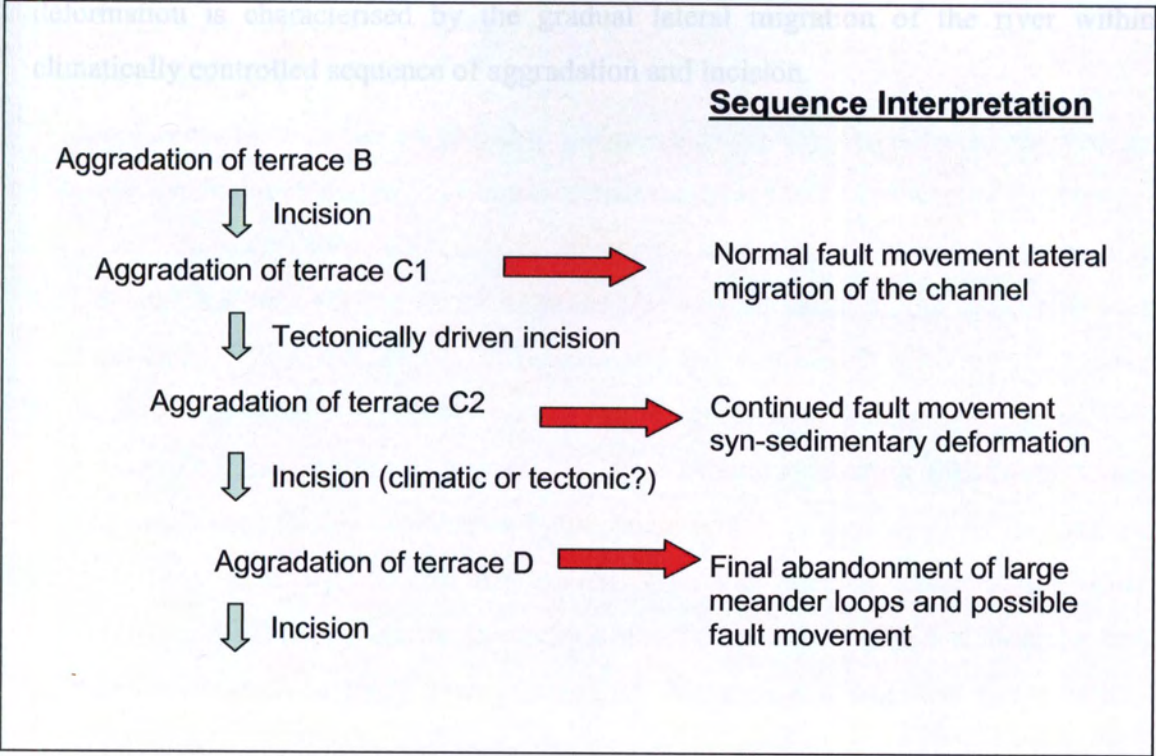 deformation is characterised by the gradual lateral migration of the river within
climatically controlled sequence of aggradation and incision.
Sequence Interpretation
Aggradation of terrace B
Incision
Aggradation of terrace C1
Normal fault movement lateral
migration of the channel
Tectonically driven incision
Aggradation of terrace C2
Continued fault movement
syn-sedimentary deformation
Incision (climatic or tectonic?)
Aggradation of terrace D
Final abandonment of large
meander loops and possible
fault movement
Incision